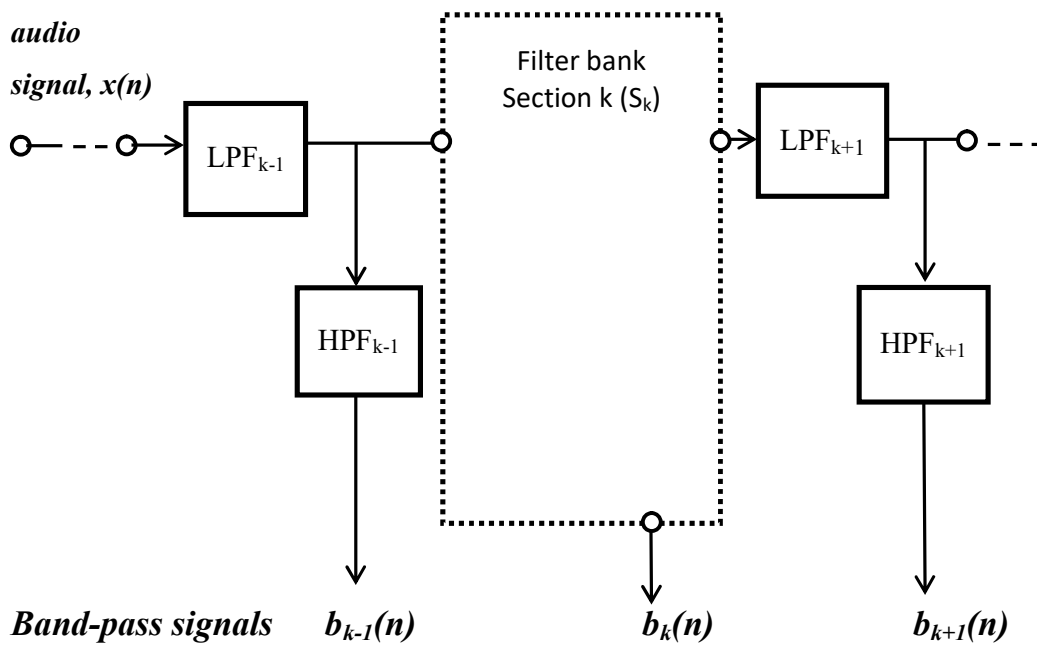 audio
signal, x(n)
Filter bank
Section k (Sₖ)
LPFₖ₋₁
LPFₖ₊₁
HPFₖ₋₁
HPFₖ₊₁
Band-pass signals bₖ₋₁(n) bₖ(n) bₖ₊₁(n)